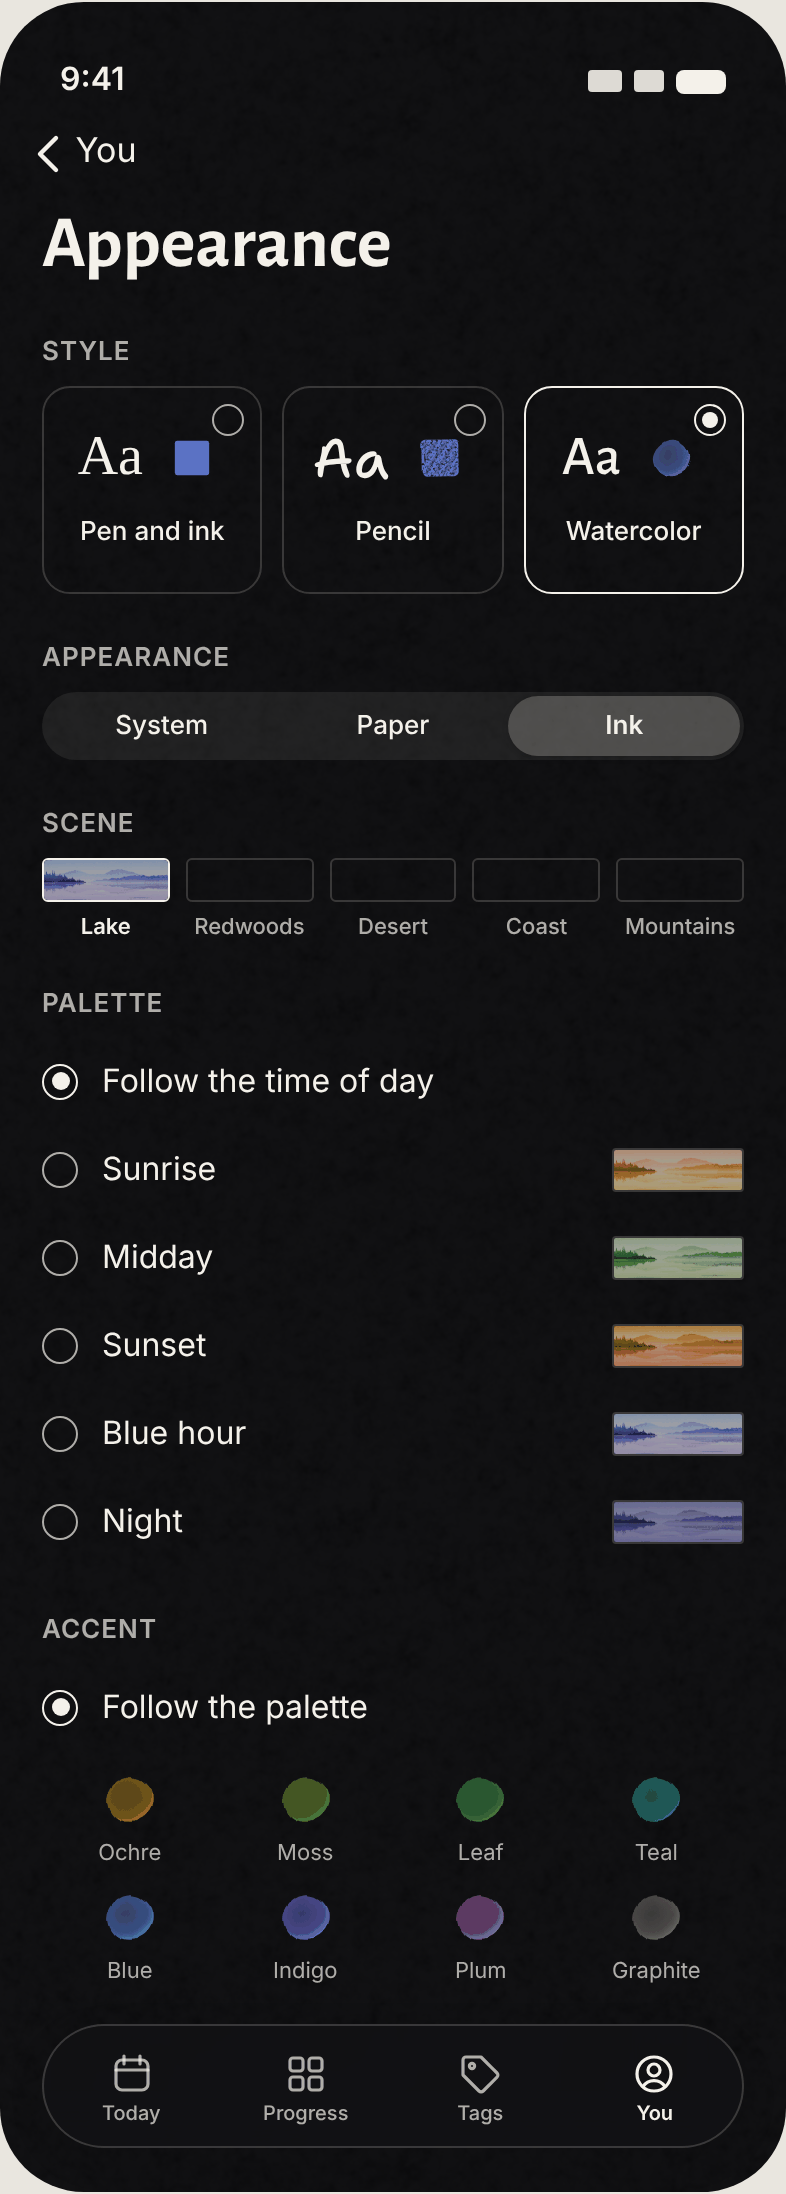 9:41
You
Appearance
STYLE
Aa Aa Aa
Pen and ink Pencil Watercolor
APPEARANCE
System Paper Ink
SCENE
Lake Redwoods Desert Coast Mountains
PALETTE
Follow the time of day
Sunrise
Midday
Sunset
Blue hour
Night
ACCENT
Follow the palette
Ochre Moss Leaf Teal
Blue Indigo Plum Graphite
Today Progress Tags You